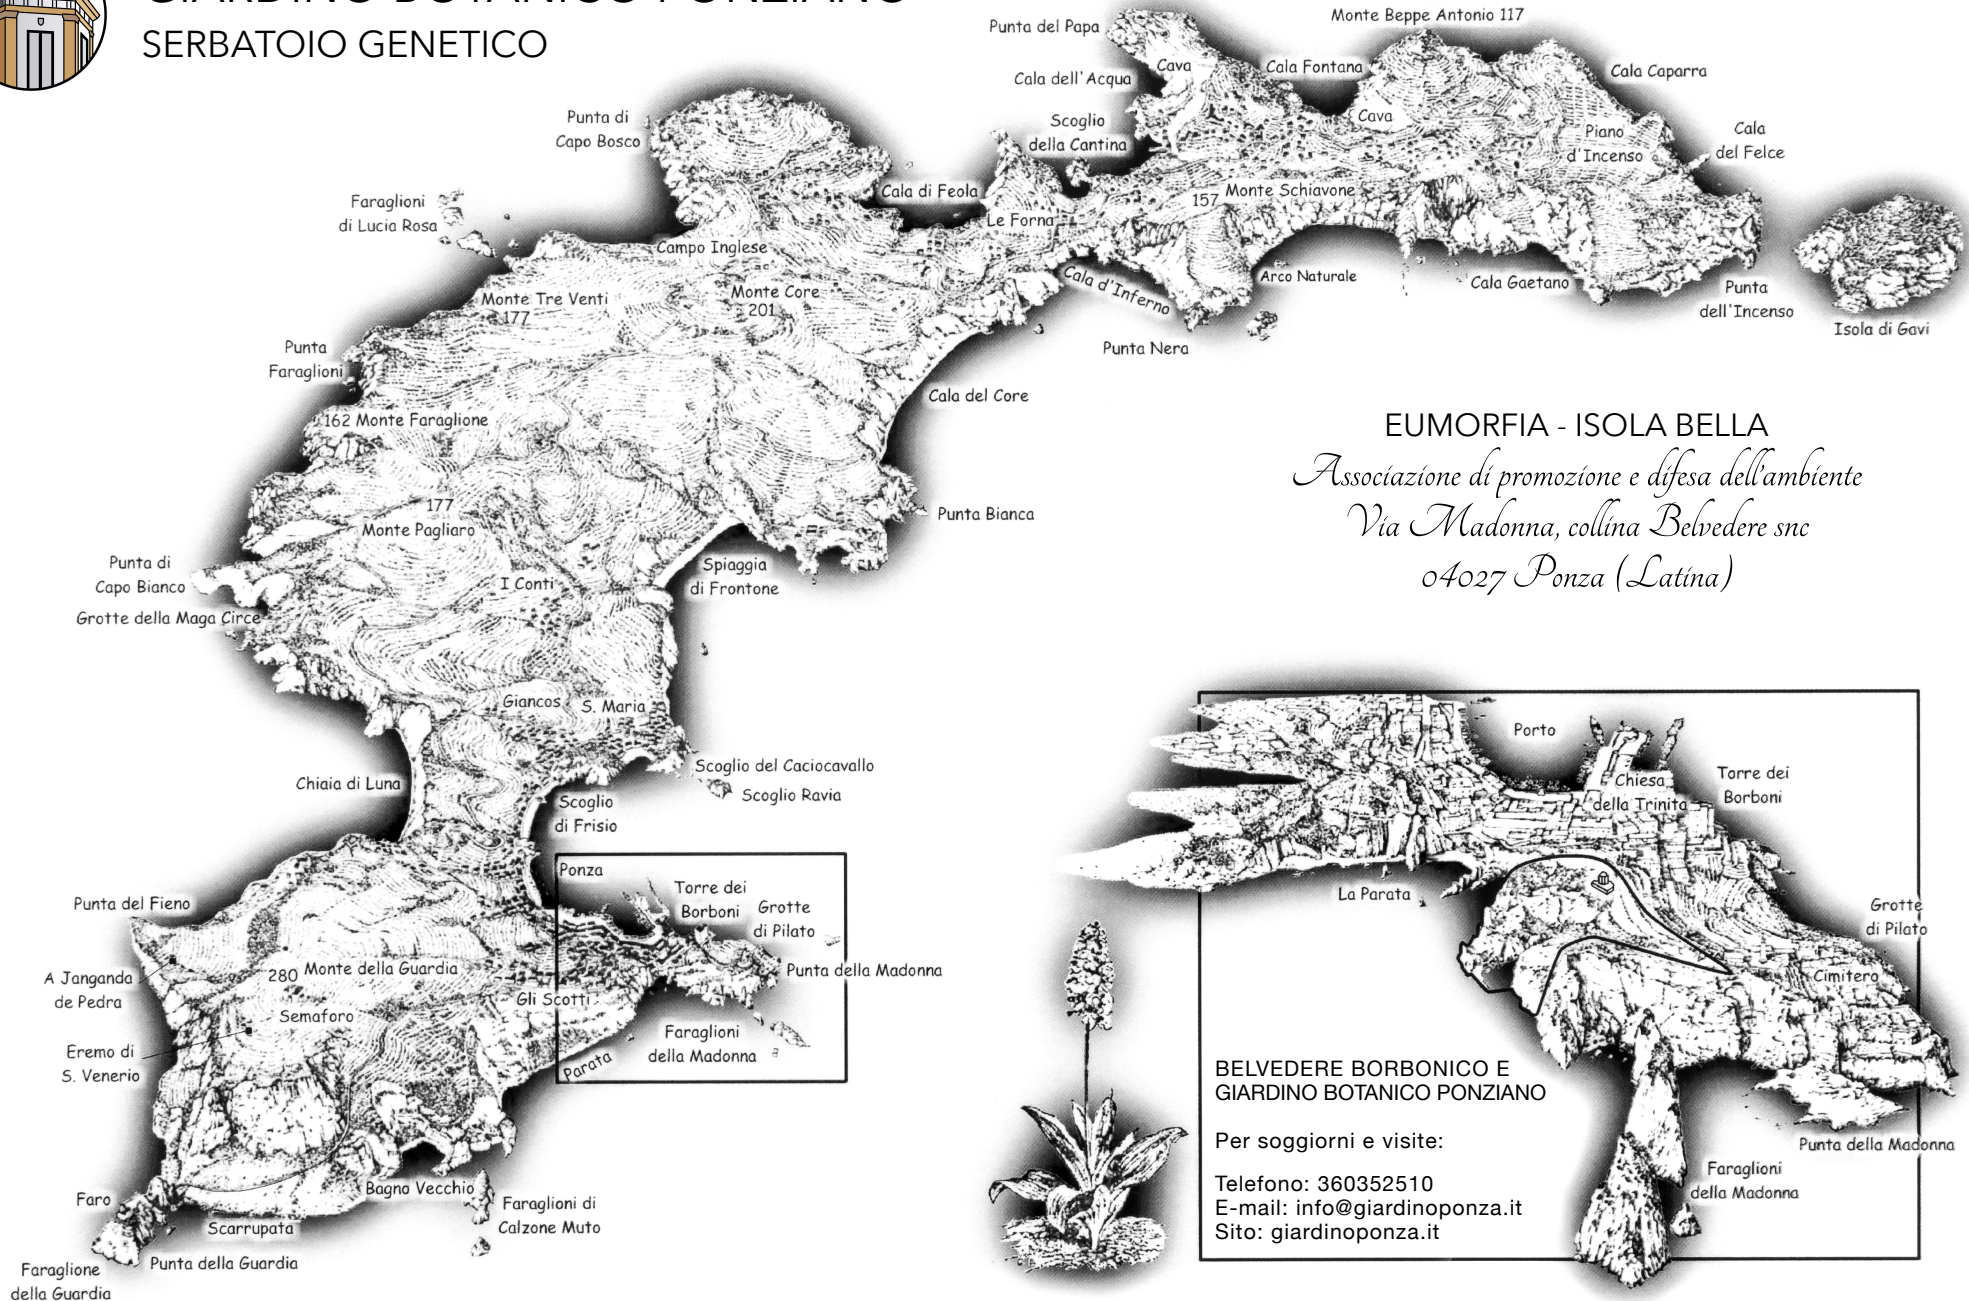 GIARDINO BOTANICO PONZIANO
SERBATOIO GENETICO
Punta del Papa
Monte Beppe Antonio 117
Cala dell'Acqua
Cava
Cala Fontana
Cala Caparra
Scoglio
della Cantina
Cava
Piano
d'Incenso
Cala
del Felce
Punta di
Capo Bosco
Cala di Feola
157
Monte Schiavone
Faraglioni
di Lucia Rosa
Le Forna
Campo Inglese
Cala d'Inferno
Arco Naturale
Cala Gaetano
Punta
dell'Incenso
Isola di Gavi
Punta Nera
Monte Tre Venti
177
Monte Core
201
Punta
Faraglioni
Cala del Core
162 Monte Faraglione
177
Monte Pagliaro
Punta Bianca
Punta di
Capo Bianco
I Conti
Spiaggia
di Frontone
Grotte della Maga Circe
Giancos
S. Maria
Chiaia di Luna
Scoglio del Caciocavallo
Scoglio Ravia
Scoglio
di Frisio
EUMORFIA - ISOLA BELLA
Associazione di promozione e difesa dell'ambiente
Via Madonna, collina Belvedere snc
04027 Ponza (Latina)
Ponza
Torre dei
Borboni
Grotte
di Pilato
Punta della Madonna
Punta del Fieno
A Janganda
de Pedra
280 Monte della Guardia
Semaforo
Gli Scotti
Faraglioni
della Madonna
Parata
Eremo di
S. Venerio
Faro
Scarrupata
Bagno Vecchio
Faraglioni di
Calzone Muto
Punta della Guardia
Faraglione
della Guardia
Porto
Chiesa
della Trinita
Torre dei
Borboni
La Parata
Grotte
di Pilato
Cimitero
Punta della Madonna
Faraglioni
della Madonna
BELVEDERE BORBONICO E
GIARDINO BOTANICO PONZIANO
Per soggiorni e visite:
Telefono: 360352510
E-mail: info@giardinoponza.it
Sito: giardinoponza.it